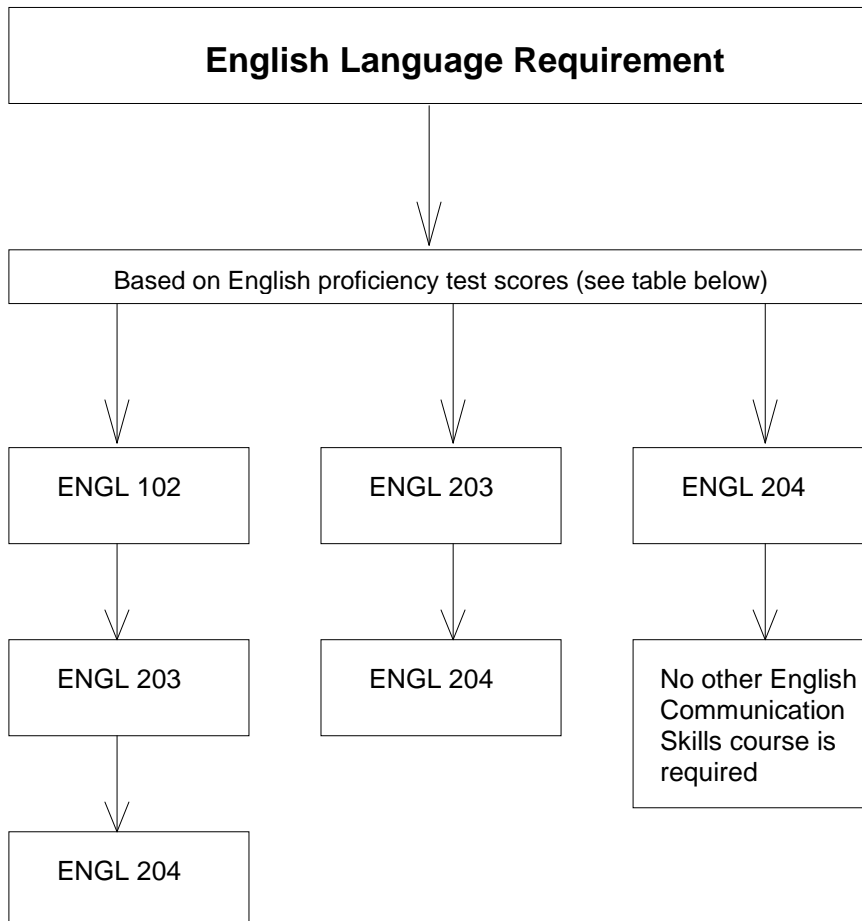 English Language Requirement
Based on English proficiency test scores (see table below)
ENGL 102
ENGL 203
ENGL 204
ENGL 203
ENGL 204
No other English
Communication
Skills course is
required
ENGL 204